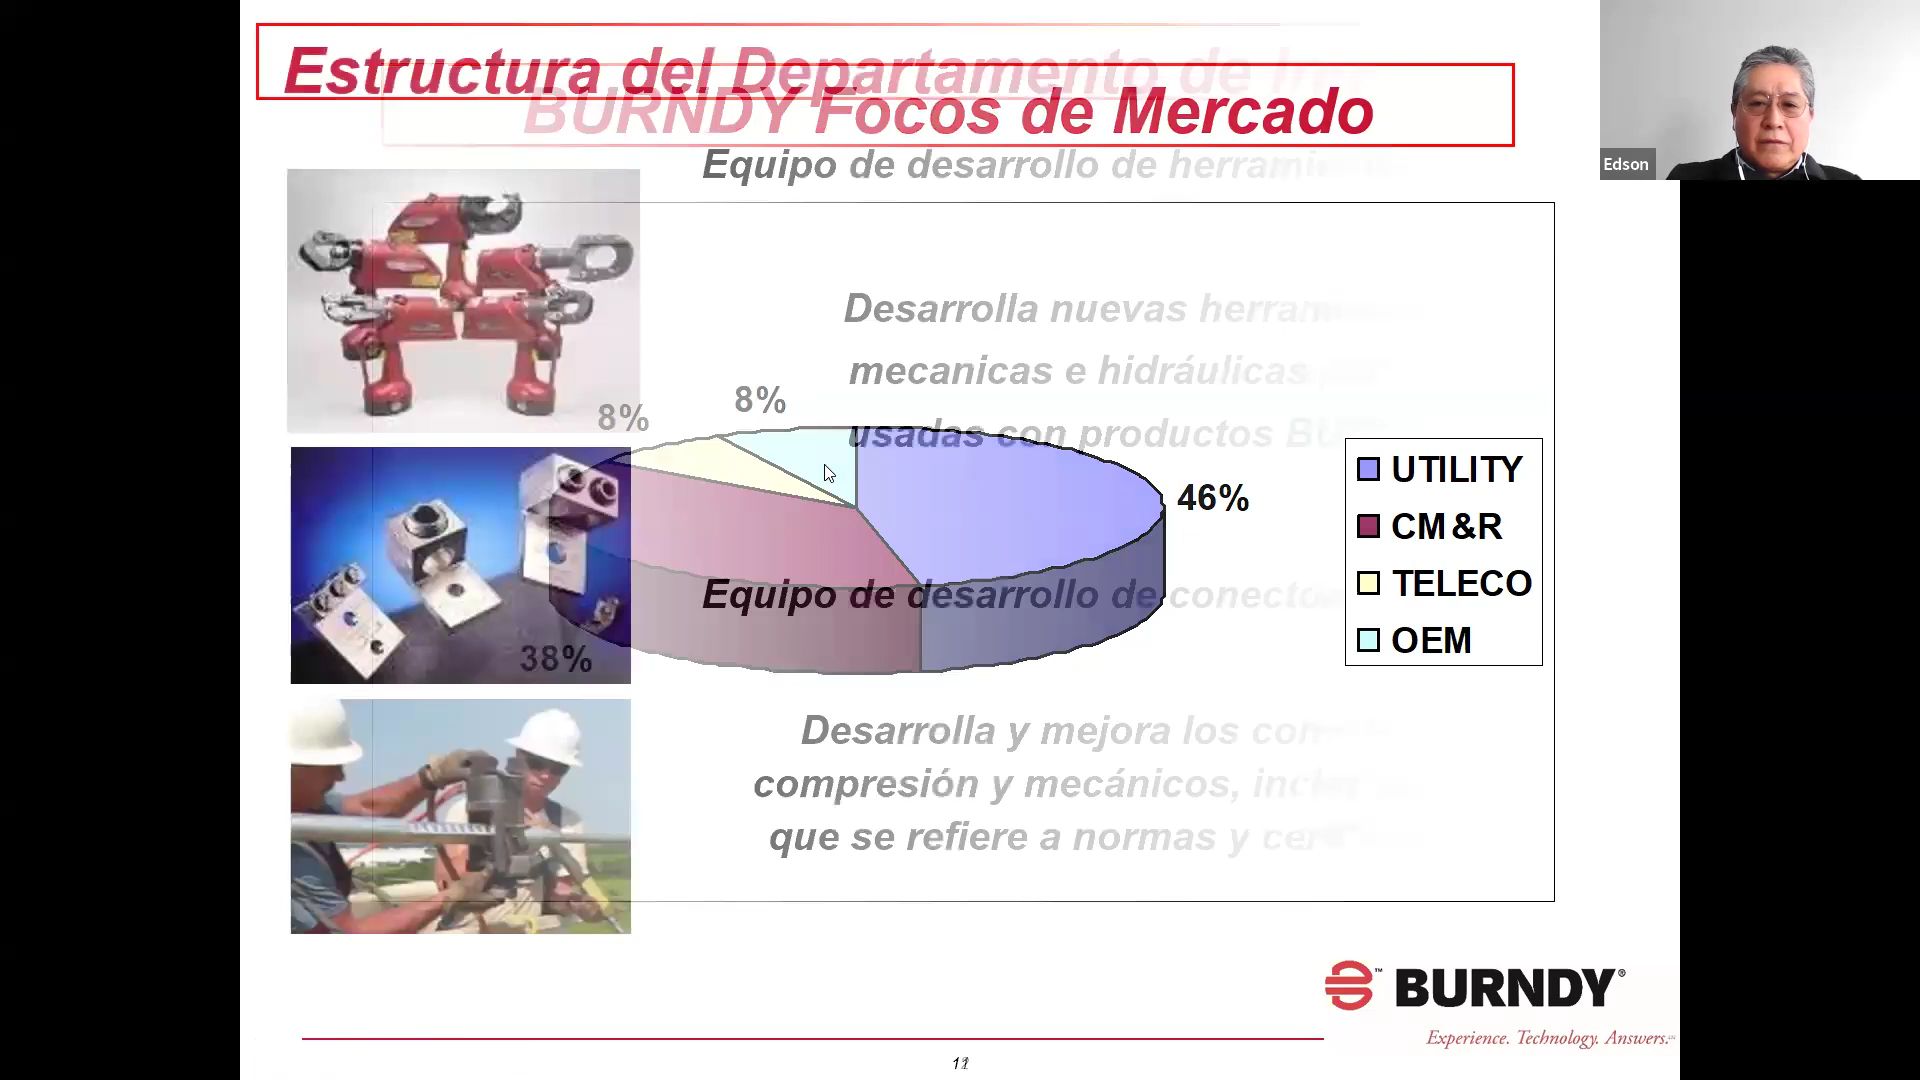 Estructura del Departamento de
BURNDY Focos de Mercado
Edson
Equipo de desarrollo de
Desarrolla nuevas
mecanicas e hidráulicas
usadas con productos
8%
8%
46%
38%
UTILITY
CM&R
TELECO
OEM
Equipo de desarrollo de
Desarrolla y mejora los
compresión y mecánicos,
que se refiere a normas y
BURNDY®
Experience. Technology. Answers.